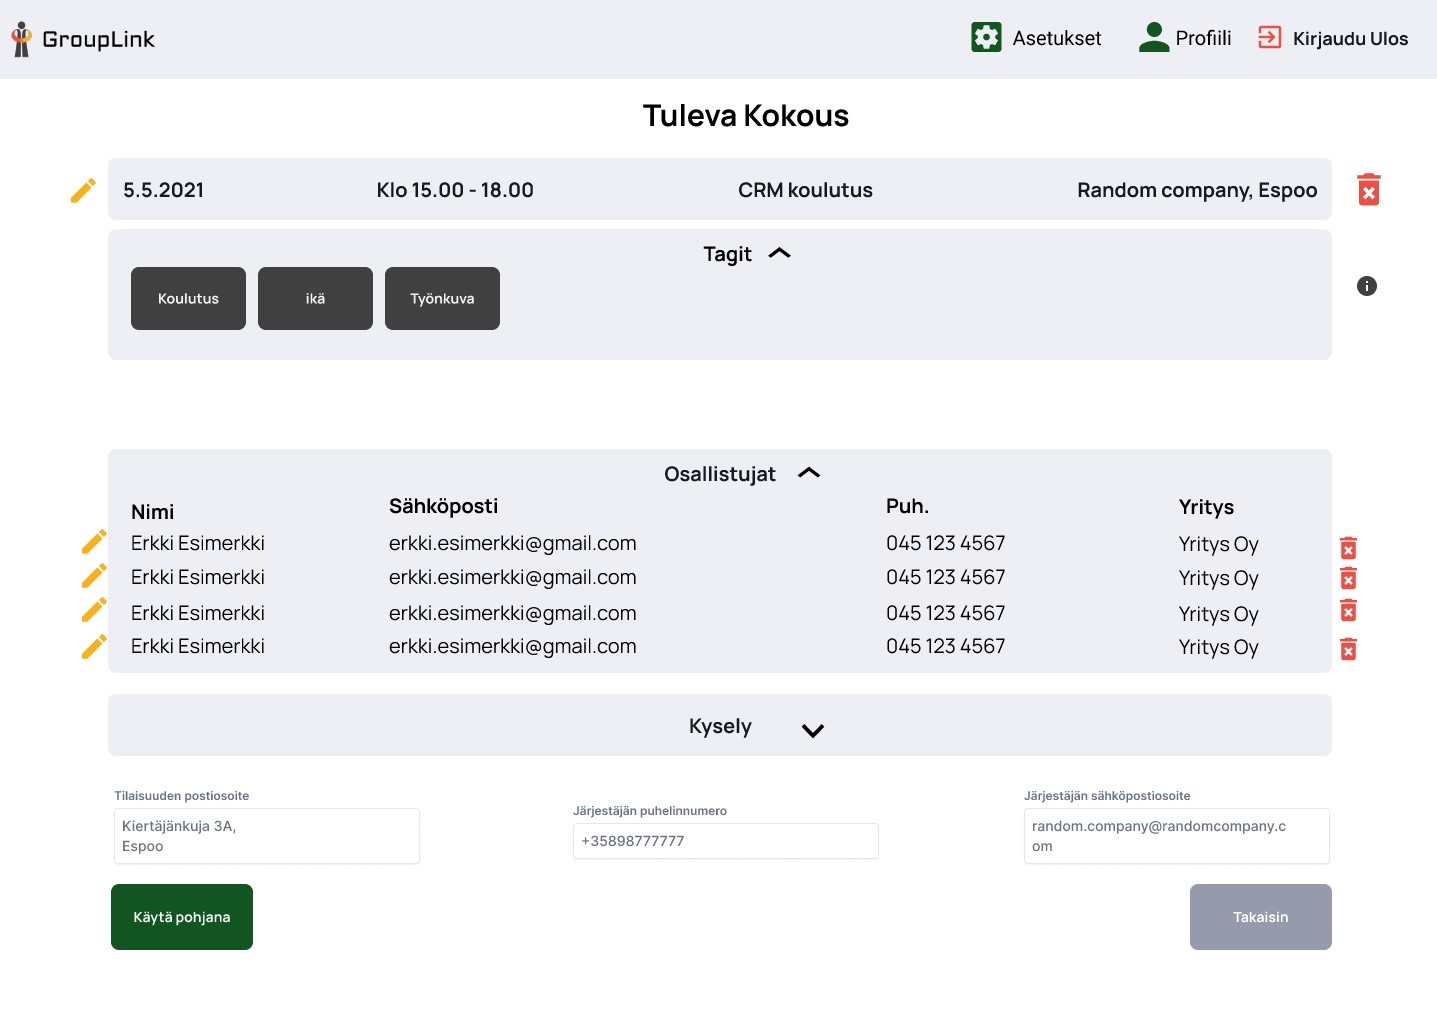 GroupLink
Asetukset
Profiili
Kirjaudu Ulos
Tuleva Kokous
5.5.2021 Klo 15.00 - 18.00 CRM koulutus Random company, Espoo
Tagit
Koulutus
ikä
Työnkuva
Osallistujat
Nimi Sähköposti Puh. Yritys
Erkki Esimerkki erkki.esimerkki@gmail.com 045 123 4567 Yritys Oy
Erkki Esimerkki erkki.esimerkki@gmail.com 045 123 4567 Yritys Oy
Erkki Esimerkki erkki.esimerkki@gmail.com 045 123 4567 Yritys Oy
Erkki Esimerkki erkki.esimerkki@gmail.com 045 123 4567 Yritys Oy
Kysely
Tilaisuuden postiosoite
Kiertäjänkuja 3A,
Espoo
Järjestäjän puhelinnumero
+35898777777
Järjestäjän sähköpostiosoite
random.company@randomcompany.c
om
Käytä pohjana
Takaisin